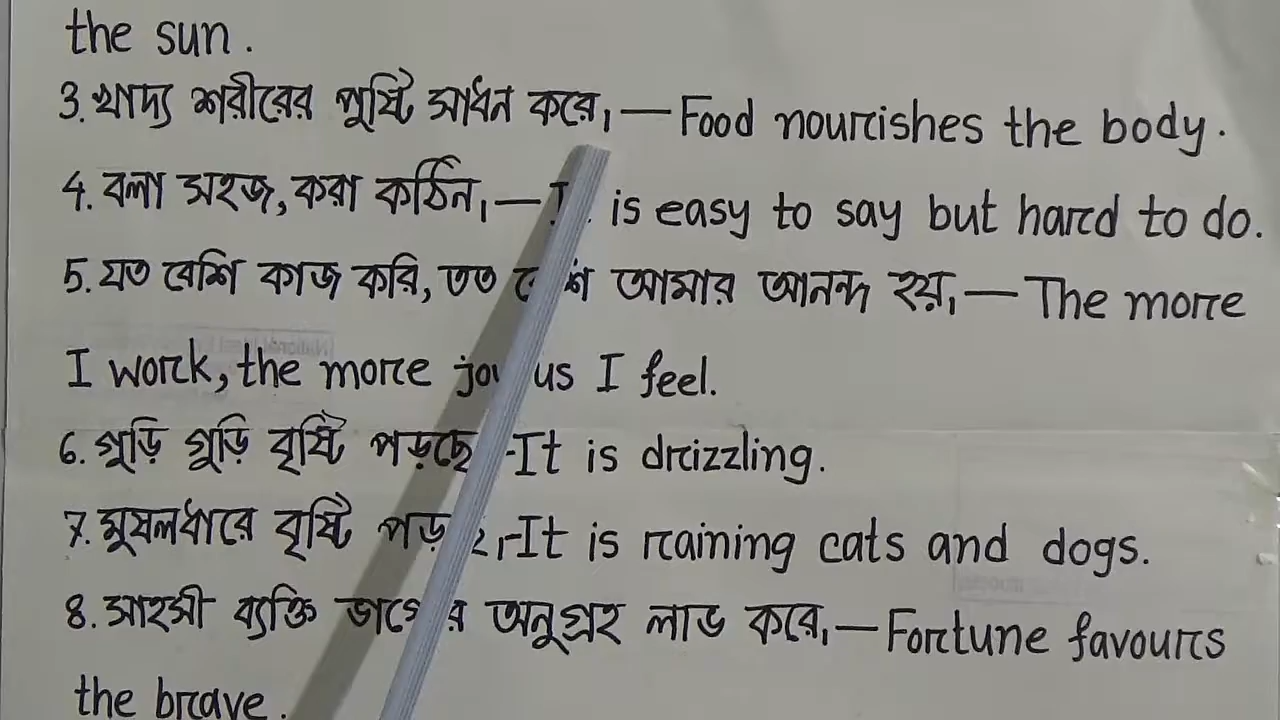 the sun.
3. খাদ্য শরীরের পুষ্টি সাধন করে,— Food nourishes the body.
4. বলা সহজ, করা কঠিন,— is easy to say but hard to do.
5. যত বেশি কাজ করি, তত আমার আনন্দ হয়,— The more
I work, the more I feel.
6. গুড়ি গুড়ি বৃষ্টি পড়ছে -It is drizzling.
7. মুষলধারে বৃষ্টি -It is raining cats and dogs.
8. সাহসী ব্যক্তি অনুগ্রহ লাভ করে,— Fortune favours
the brave.